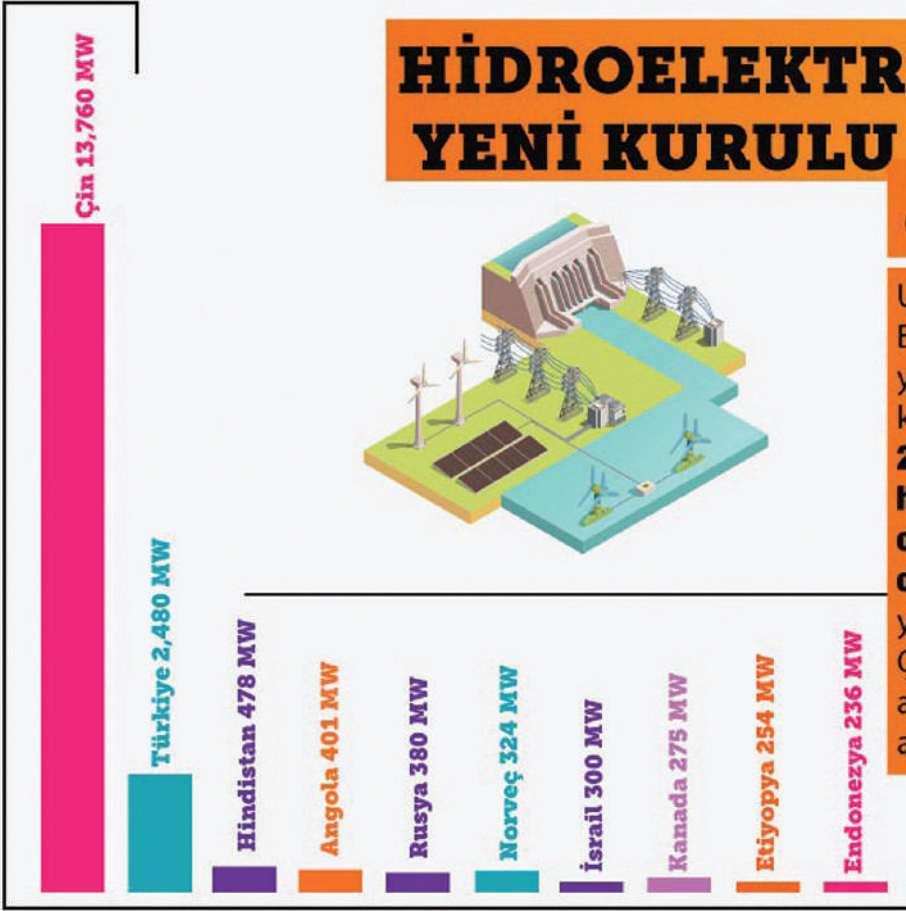 HİDROELEKTR
YENİ KURULU
Çin 13,760 MW
Türkiye 2,480 MW
Hindistan 478 MW
Angola 401 MW
Rusya 380 MW
Norveç 324 MW
İsrail 300 MW
Kanada 275 MW
Etiyopya 254 MW
Endonezya 236 MW